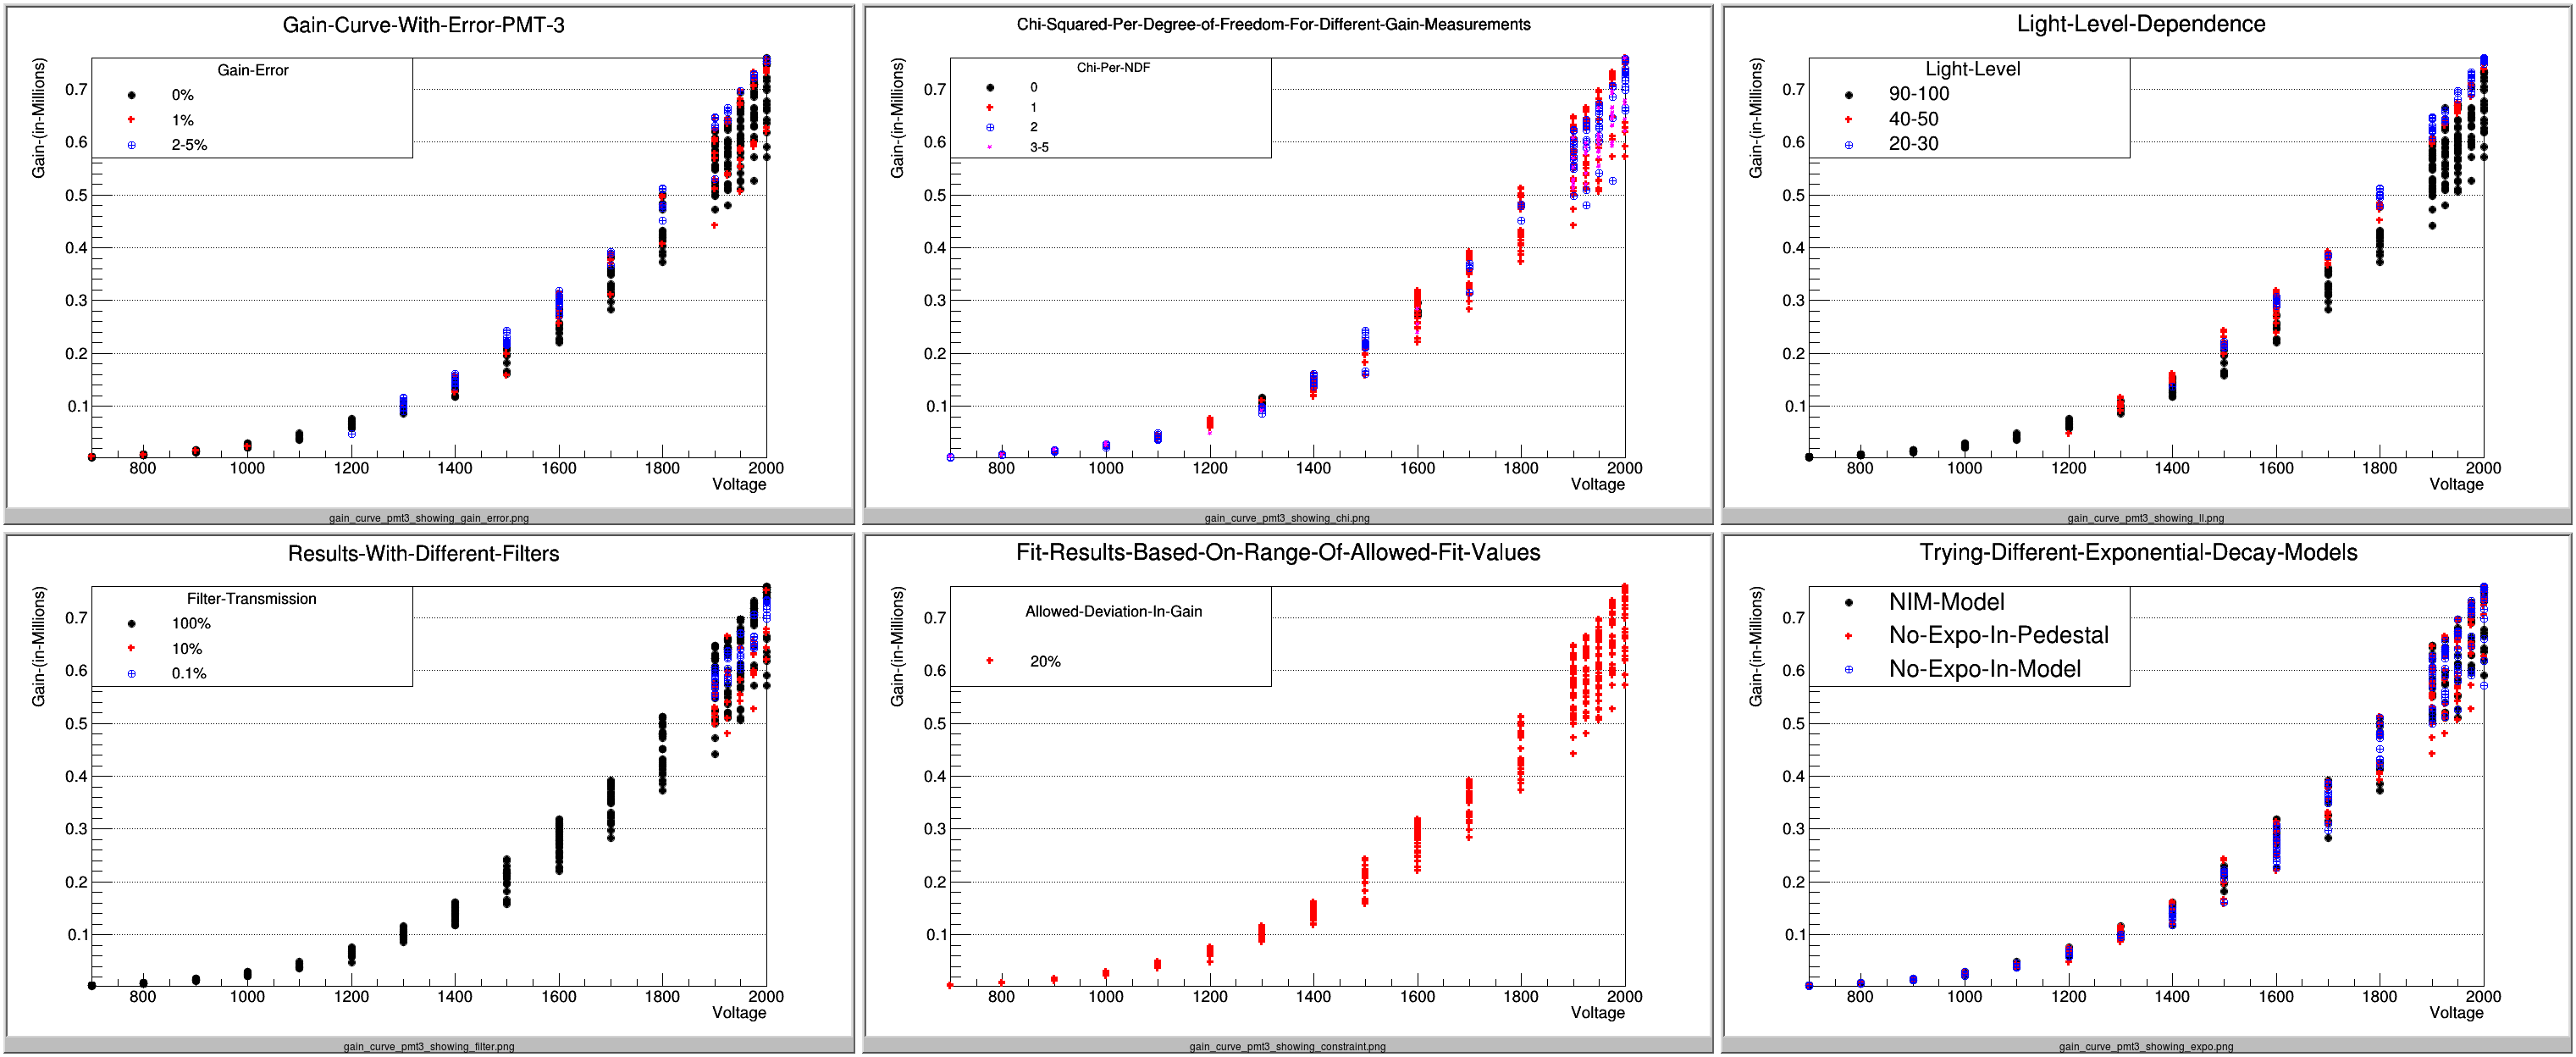 Gain-Curve-With-Error-PMT-3
Gain-(in-Millions)
Gain-Error
0%
1%
2-5%
0.7
0.6
0.5
0.4
0.3
0.2
0.1
800 1000 1200 1400 1600 1800 2000
Voltage
gain_curve_pmt3_showing_gain_error.png
Chi-Squared-Per-Degree-of-Freedom-For-Different-Gain-Measurements
Gain-(in-Millions)
Chi-Per-NDF
0
1
2
3-5
0.7
0.6
0.5
0.4
0.3
0.2
0.1
800 1000 1200 1400 1600 1800 2000
Voltage
gain_curve_pmt3_showing_chi.png
Light-Level-Dependence
Gain-(in-Millions)
Light-Level
90-100
40-50
20-30
0.7
0.6
0.5
0.4
0.3
0.2
0.1
800 1000 1200 1400 1600 1800 2000
Voltage
gain_curve_pmt3_showing_ll.png
Results-With-Different-Filters
Gain-(in-Millions)
Filter-Transmission
100%
10%
0.1%
0.7
0.6
0.5
0.4
0.3
0.2
0.1
800 1000 1200 1400 1600 1800 2000
Voltage
gain_curve_pmt3_showing_filter.png
Fit-Results-Based-On-Range-Of-Allowed-Fit-Values
Gain-(in-Millions)
Allowed-Deviation-In-Gain
20%
0.7
0.6
0.5
0.4
0.3
0.2
0.1
800 1000 1200 1400 1600 1800 2000
Voltage
gain_curve_pmt3_showing_constraint.png
Trying-Different-Exponential-Decay-Models
Gain-(in-Millions)
NIM-Model
No-Expo-In-Pedestal
No-Expo-In-Model
0.7
0.6
0.5
0.4
0.3
0.2
0.1
800 1000 1200 1400 1600 1800 2000
Voltage
gain_curve_pmt3_showing_expo.png